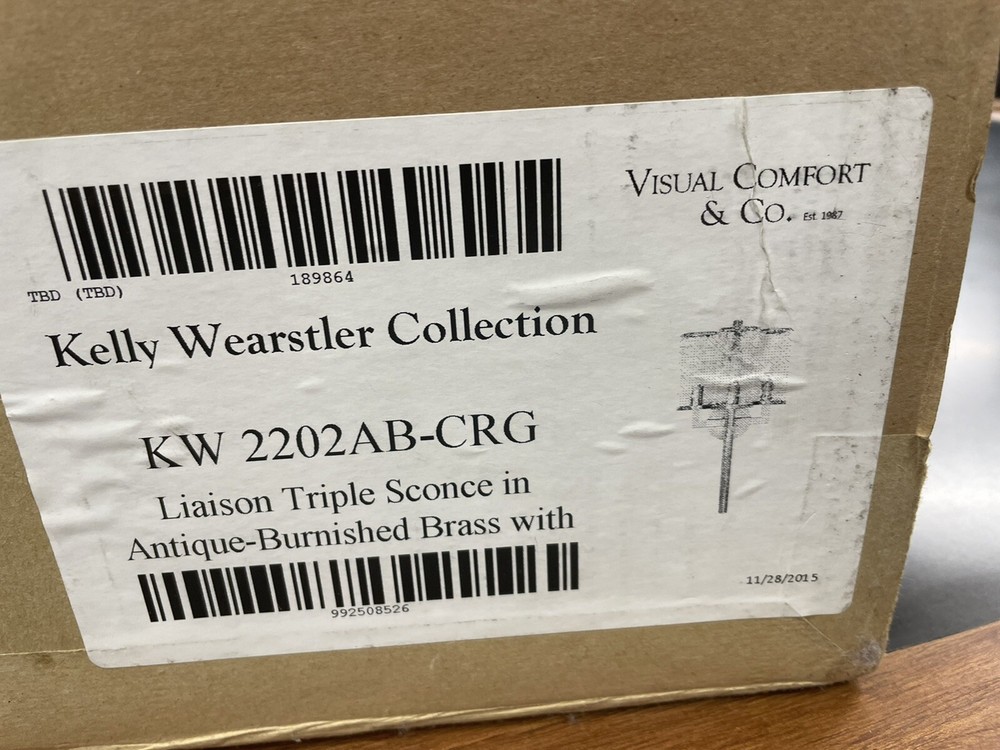 VISUAL COMFORT
& CO. Est. 1987
189864
TBD (TBD)
Kelly Wearstler Collection
KW 2202AB-CRG
Liaison Triple Sconce in
Antique-Burnished Brass with
992508526
11/28/2015